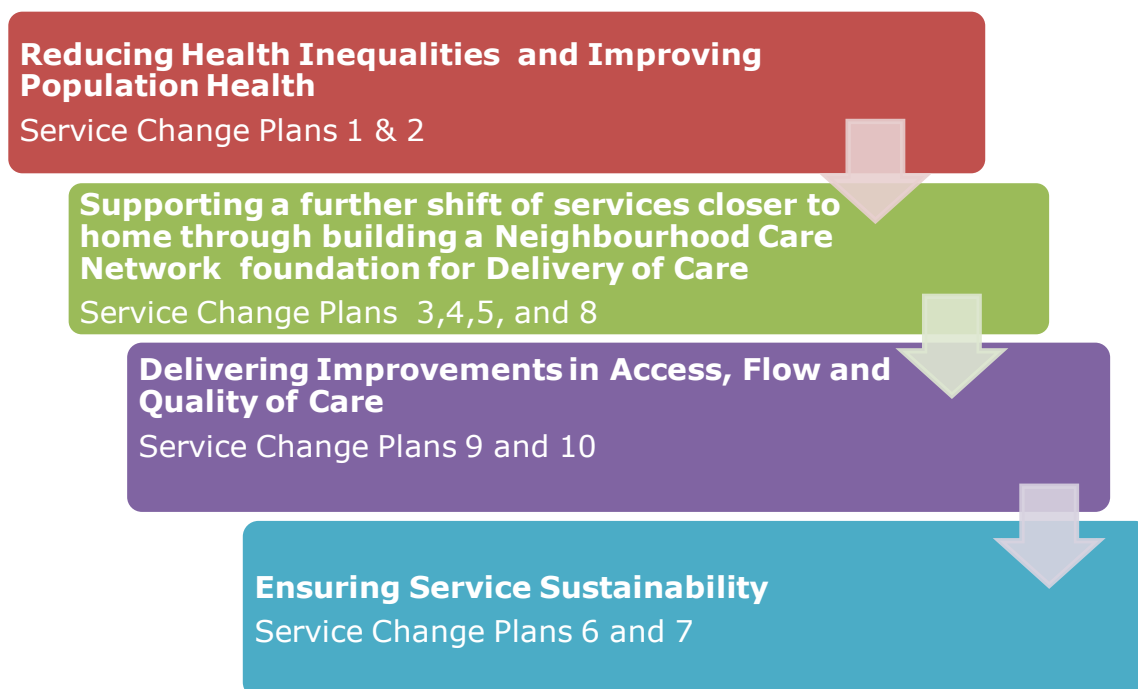 Reducing Health Inequalities  and Improving
Population Health
Service Change Plans 1 & 2
Supporting a further shift of services closer to
home through building a Neighbourhood Care
Network  foundation for Delivery of Care
Service Change Plans  3,4,5, and 8
Delivering Improvements in Access, Flow and
Quality of Care
Service Change Plans 9 and 10
Ensuring Service Sustainability
Service Change Plans 6 and 7